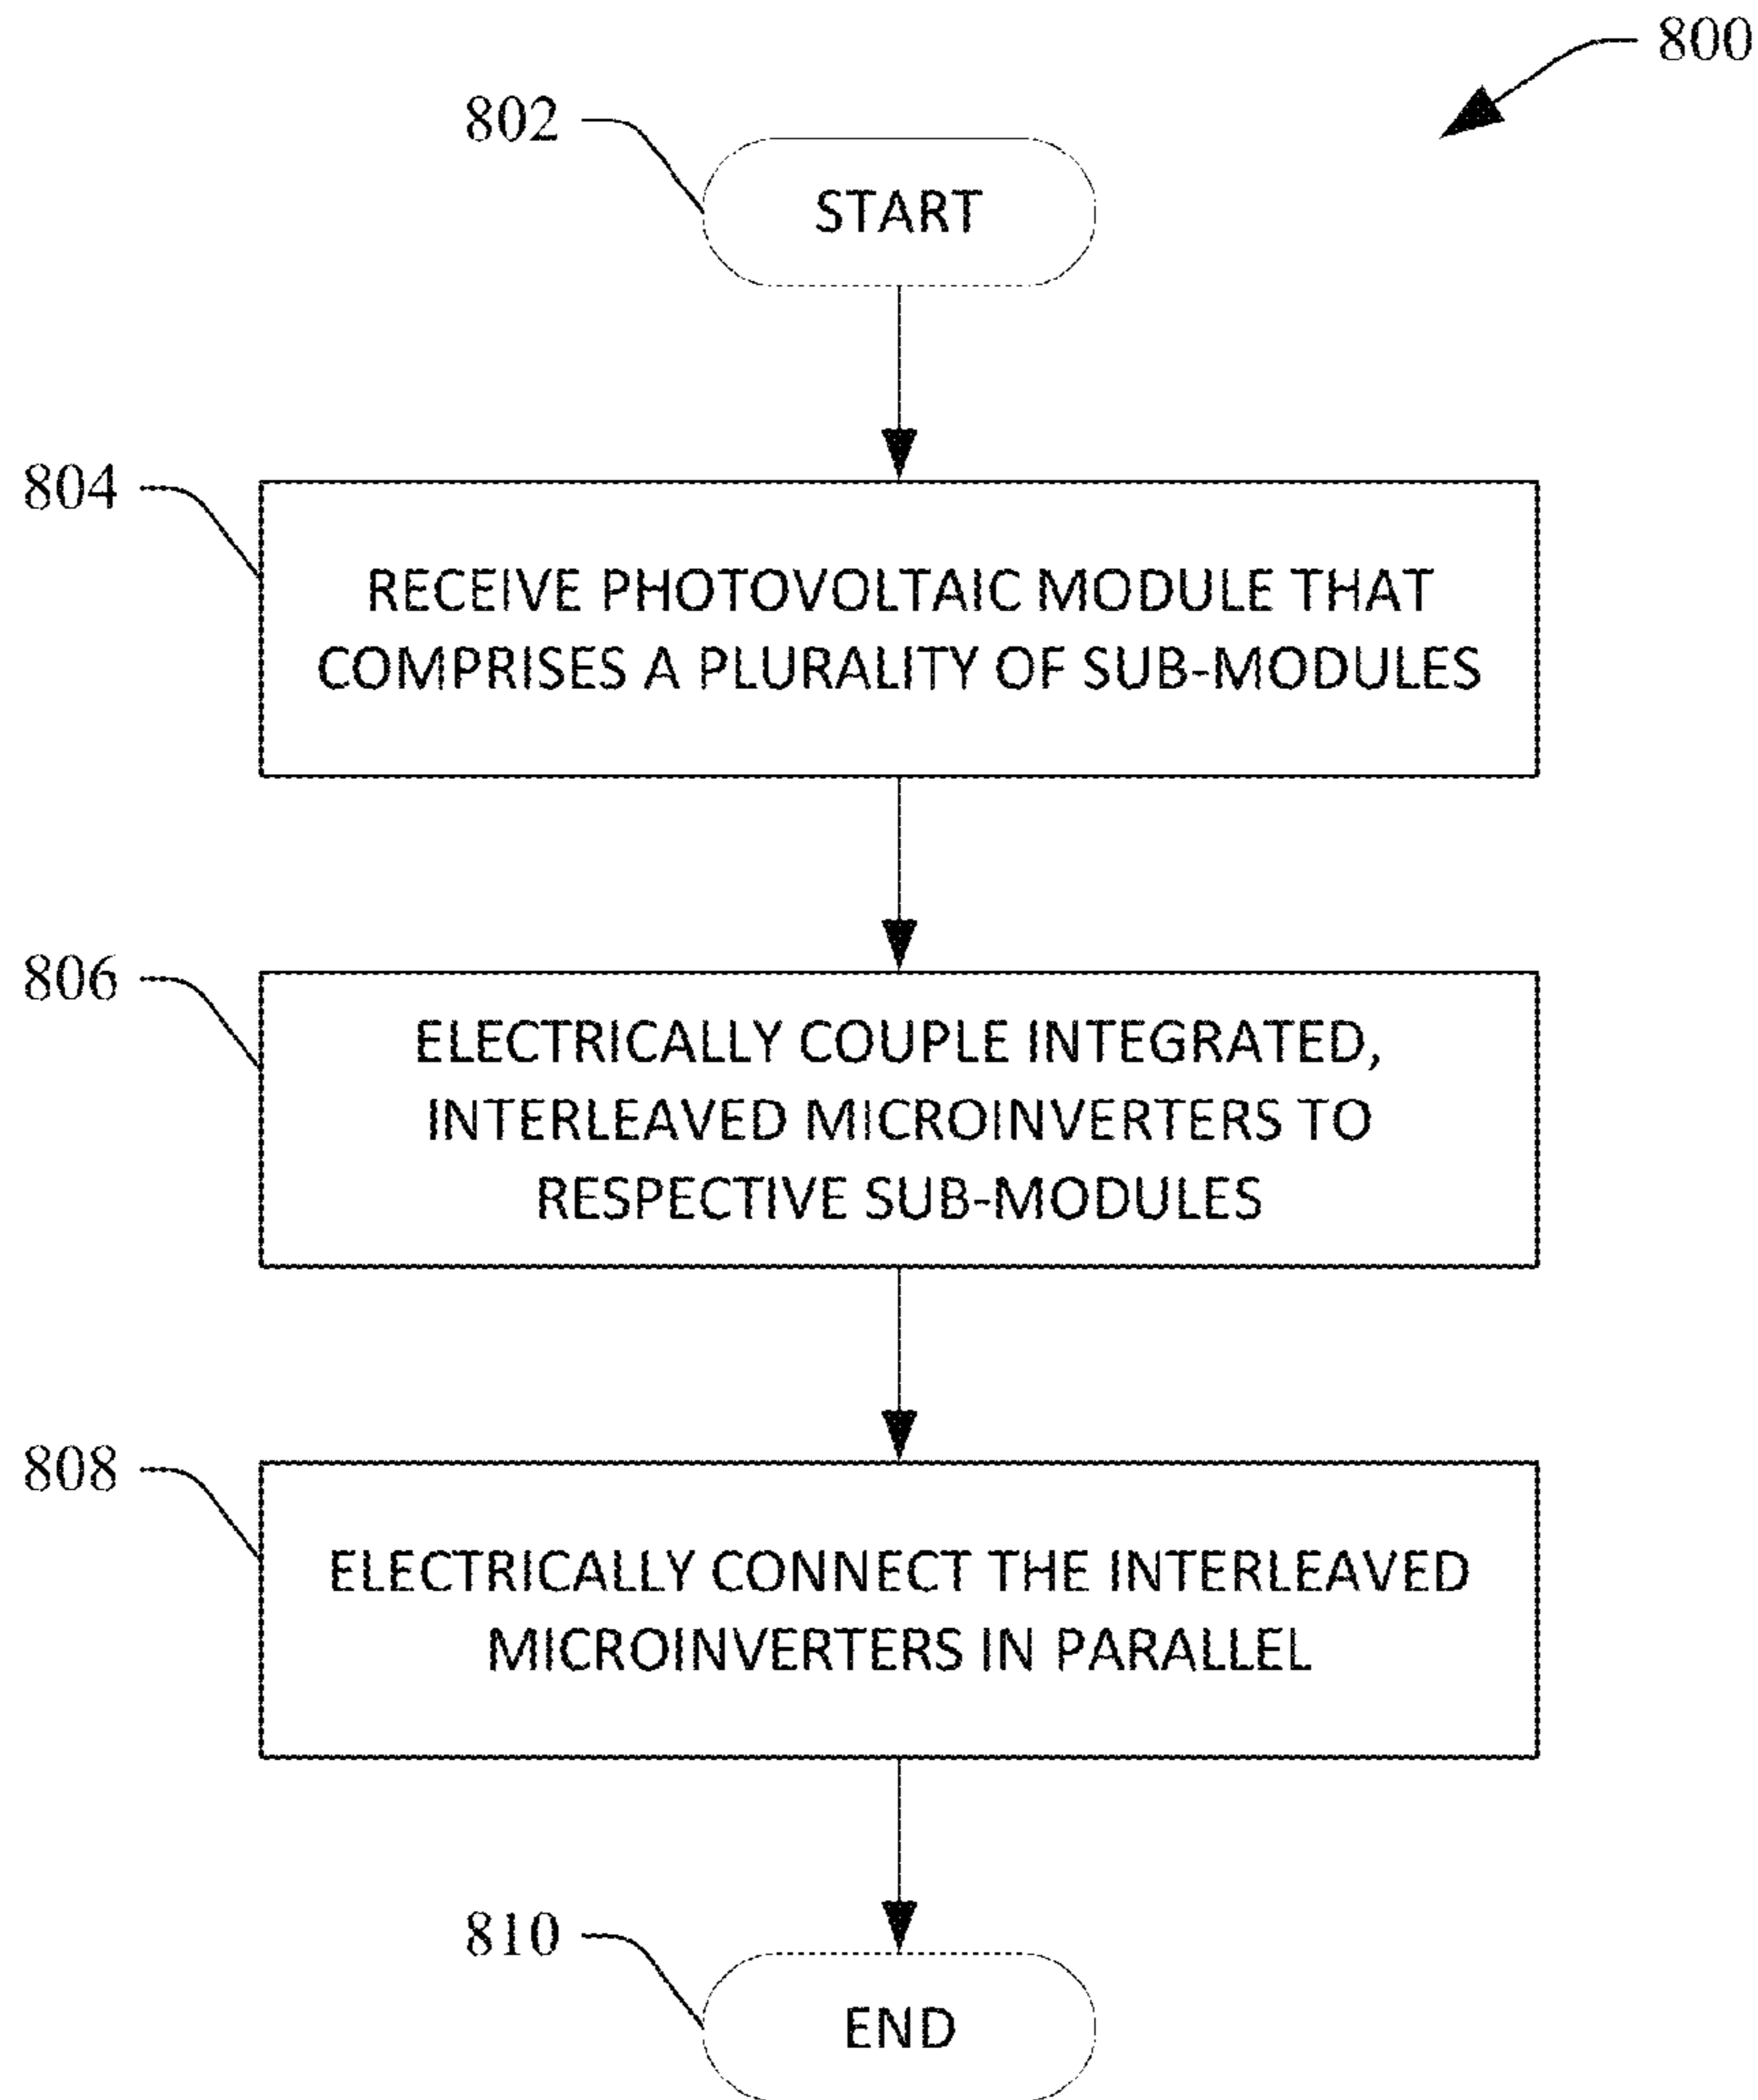 800
802
START
804
RECEIVE PHOTOVOLTAIC MODULE THAT
COMPRISES A PLURALITY OF SUB-MODULES
806
ELECTRICALLY COUPLE INTEGRATED,
INTERLEAVED MICROINVERTERS TO
RESPECTIVE SUB-MODULES
808
ELECTRICALLY CONNECT THE INTERLEAVED
MICROINVERTERS IN PARALLEL
810
END